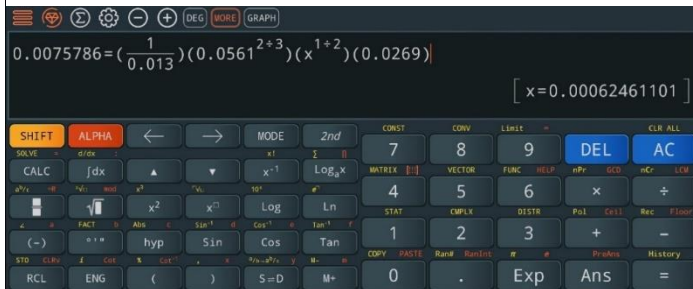 DEG MORE GRAPH
0.0075786=(1/0.013)(0.0561^2÷3)(x^1÷2)(0.0269)
[ x=0.00062461101 ]
CONST CONV Limit = CLR ALL
SHIFT ALPHA ← → MODE 2nd 7 8 9 DEL AC
SOLVE = d/dx : x! Σ ∏ MATRIX VECTOR FUNC HELP nPr GCD nCr LCM
CALC ∫dx ▲ ▼ x⁻¹ Logₐx 4 5 6 × ÷
mod x³ STAT CMPLX DISTR Pol Ceil Rec Floor
√ x² x□ Log Ln 1 2 3 + −
FACT b Abs c Sin⁻¹ d Cos⁻¹ e Tan⁻¹ f COPY PASTE Ran# RanInt π e PreAns History
(−) ° ' " hyp Sin Cos Tan 0 . Exp Ans =
STO CLRv i Cot % Cot⁻¹ , x y M- m
RCL ENG ( ) S⇔D M+